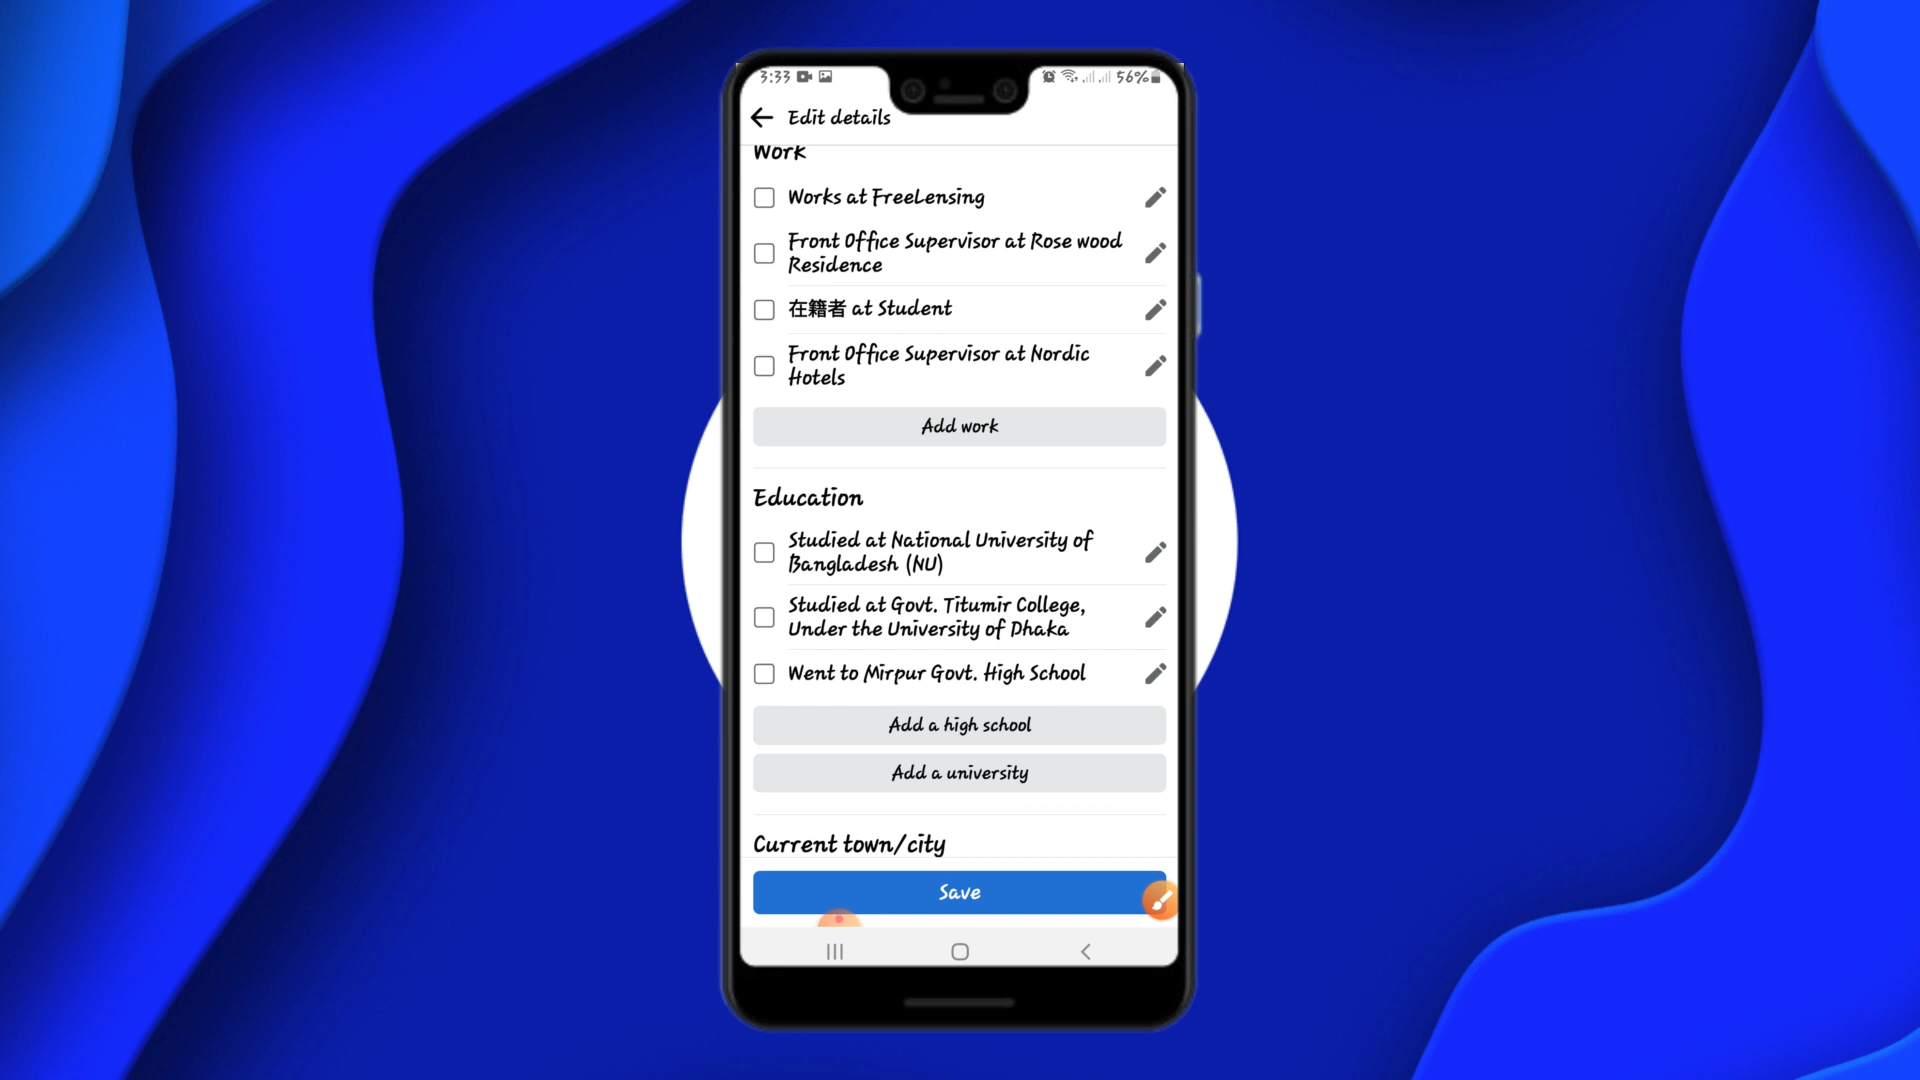 3:33 56%
Edit details
Work
Works at FreeLensing
Front Office Supervisor at Rose wood
Residence
在籍者 at Student
Front Office Supervisor at Nordic
Hotels
Add work
Education
Studied at National University of
Bangladesh (NU)
Studied at Govt. Titumir College,
Under the University of Dhaka
Went to Mirpur Govt. High School
Add a high school
Add a university
Current town/city
Save